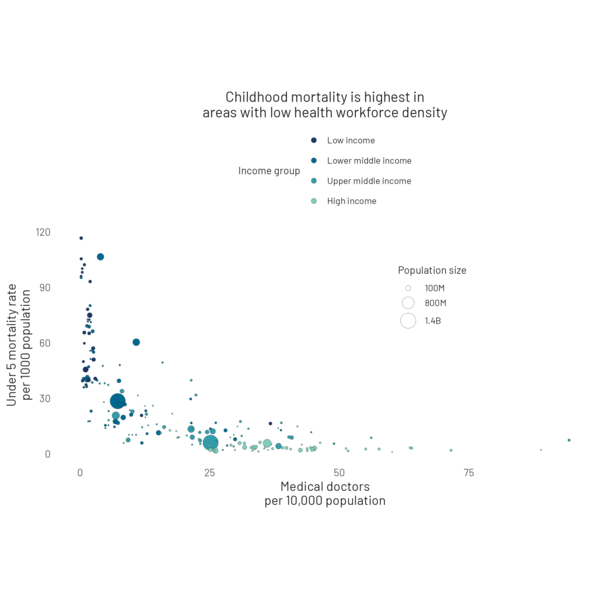 Childhood mortality is highest in
areas with low health workforce density
Income group
Low income
Lower middle income
Upper middle income
High income
Population size
100M
800M
1.4B
Under 5 mortality rate
per 1000 population
120
90
60
30
0
0
25
50
75
Medical doctors
per 10,000 population